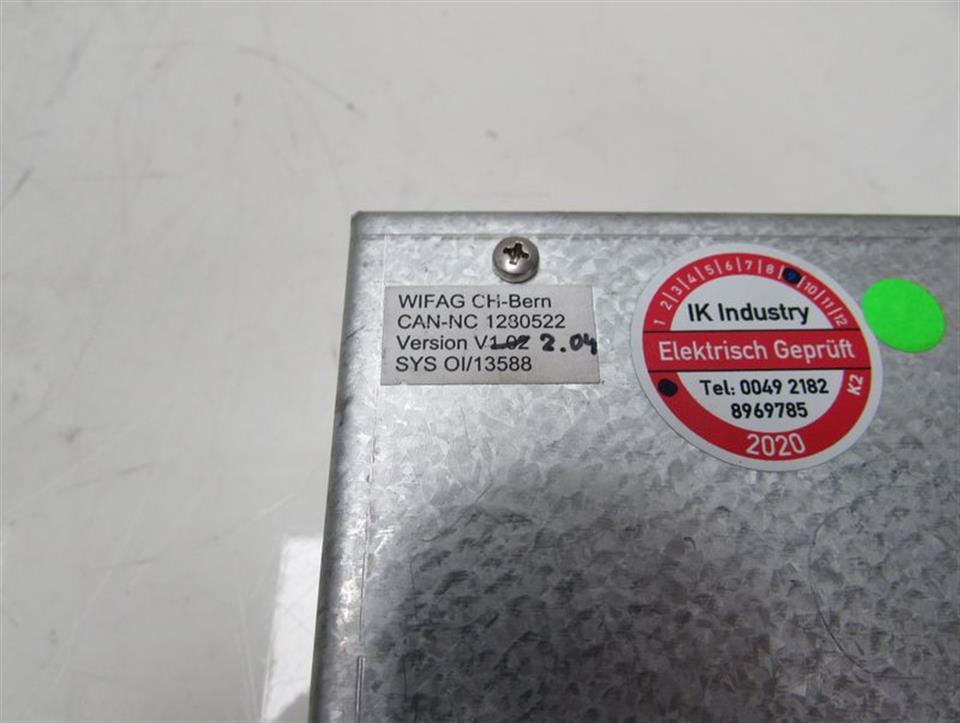 WIFAG CH-Bern
CAN-NC 1280522
Version V1.02 2.04
SYS OI/13588
1 2 3 4 5 6 7 8 10 11 12
IK Industry
Elektrisch Geprüft
Tel: 0049 2182
8969785
K2
2020